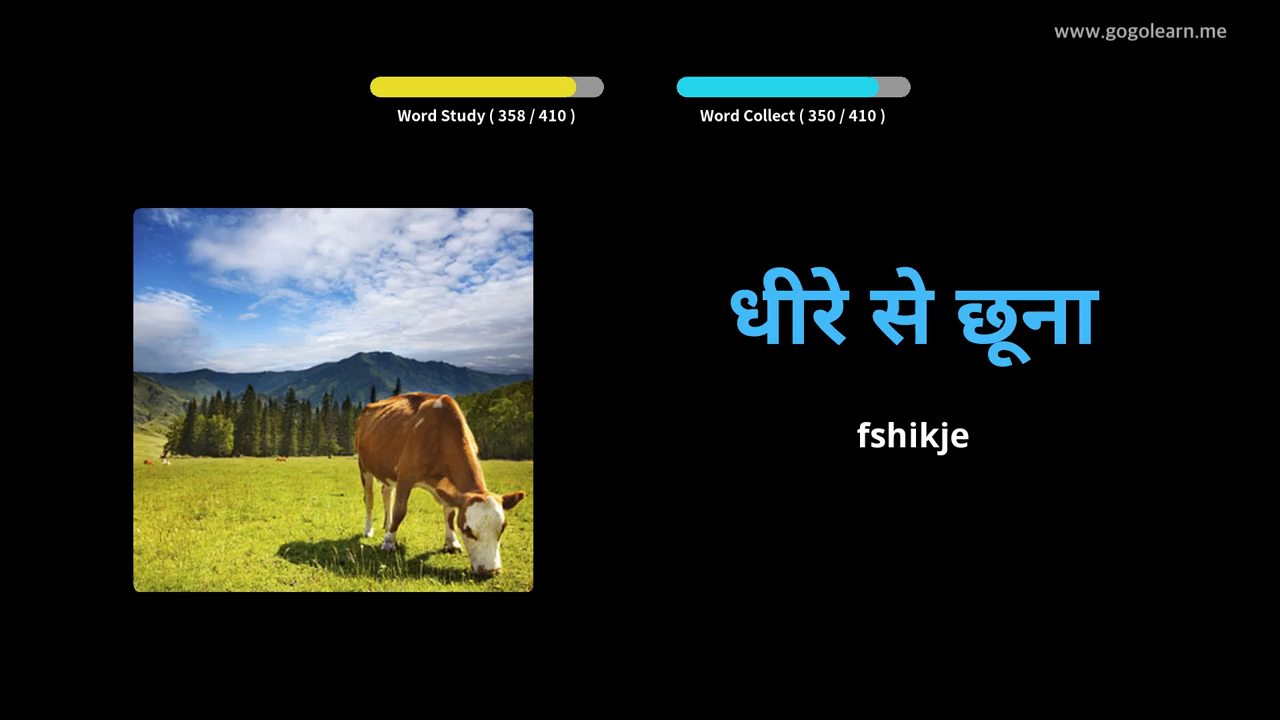 www.gogolearn.me
Word Study ( 358 / 410 )
Word Collect ( 350 / 410 )
धीरे से छूना
fshikje